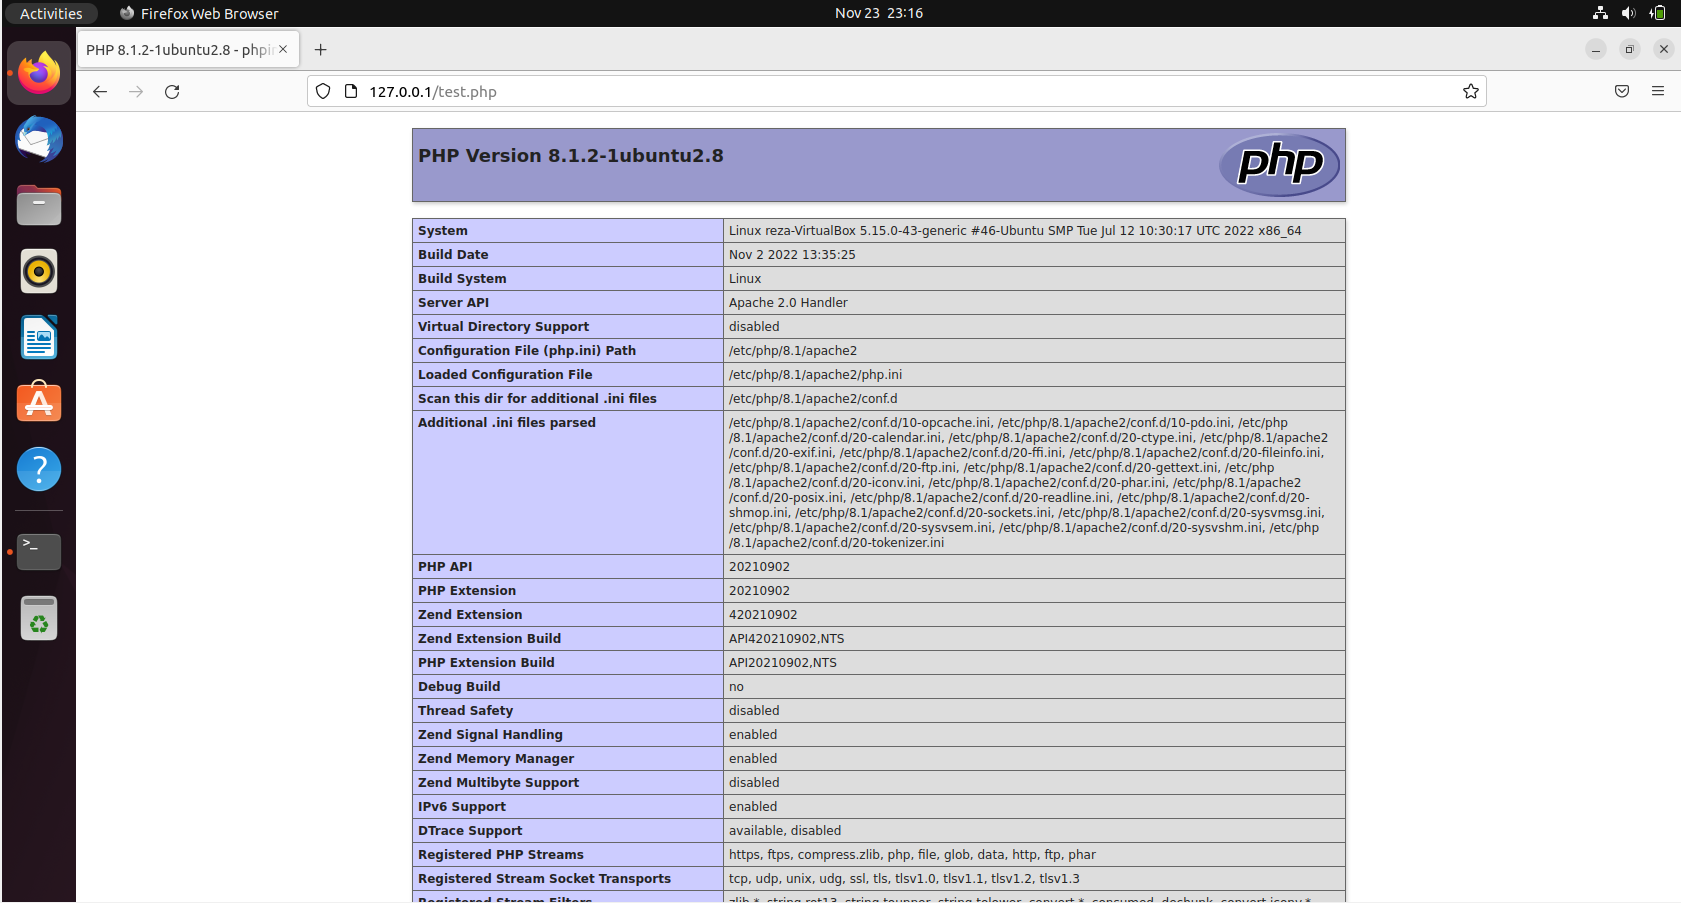 Activities Firefox Web Browser Nov 23 23:16
PHP 8.1.2-1ubuntu2.8 - phpin
127.0.0.1/test.php
PHP Version 8.1.2-1ubuntu2.8 php
System Linux reza-VirtualBox 5.15.0-43-generic #46-Ubuntu SMP Tue Jul 12 10:30:17 UTC 2022 x86_64
Build Date Nov 2 2022 13:35:25
Build System Linux
Server API Apache 2.0 Handler
Virtual Directory Support disabled
Configuration File (php.ini) Path /etc/php/8.1/apache2
Loaded Configuration File /etc/php/8.1/apache2/php.ini
Scan this dir for additional .ini files /etc/php/8.1/apache2/conf.d
Additional .ini files parsed /etc/php/8.1/apache2/conf.d/10-opcache.ini, /etc/php/8.1/apache2/conf.d/10-pdo.ini, /etc/php
/8.1/apache2/conf.d/20-calendar.ini, /etc/php/8.1/apache2/conf.d/20-ctype.ini, /etc/php/8.1/apache2
/conf.d/20-exif.ini, /etc/php/8.1/apache2/conf.d/20-ffi.ini, /etc/php/8.1/apache2/conf.d/20-fileinfo.ini,
/etc/php/8.1/apache2/conf.d/20-ftp.ini, /etc/php/8.1/apache2/conf.d/20-gettext.ini, /etc/php
/8.1/apache2/conf.d/20-iconv.ini, /etc/php/8.1/apache2/conf.d/20-phar.ini, /etc/php/8.1/apache2
/conf.d/20-posix.ini, /etc/php/8.1/apache2/conf.d/20-readline.ini, /etc/php/8.1/apache2/conf.d/20-
shmop.ini, /etc/php/8.1/apache2/conf.d/20-sockets.ini, /etc/php/8.1/apache2/conf.d/20-sysvmsg.ini,
/etc/php/8.1/apache2/conf.d/20-sysvsem.ini, /etc/php/8.1/apache2/conf.d/20-sysvshm.ini, /etc/php
/8.1/apache2/conf.d/20-tokenizer.ini
PHP API 20210902
PHP Extension 20210902
Zend Extension 420210902
Zend Extension Build API420210902,NTS
PHP Extension Build API20210902,NTS
Debug Build no
Thread Safety disabled
Zend Signal Handling enabled
Zend Memory Manager enabled
Zend Multibyte Support disabled
IPv6 Support enabled
DTrace Support available, disabled
Registered PHP Streams https, ftps, compress.zlib, php, file, glob, data, http, ftp, phar
Registered Stream Socket Transports tcp, udp, unix, udg, ssl, tls, tlsv1.0, tlsv1.1, tlsv1.2, tlsv1.3
Registered Stream Filters zlib.*, string.rot13, string.toupper, string.tolower, convert.*, consumed, dechunk, convert.iconv.*